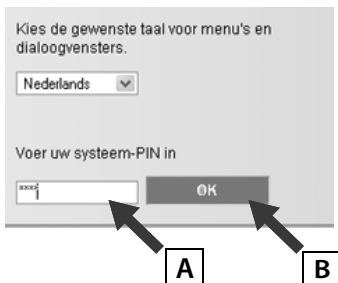 Kies de gewenste taal voor menu's en
dialoogvensters.
Nederlands
Voer uw systeem-PIN in
****
OK
A
B